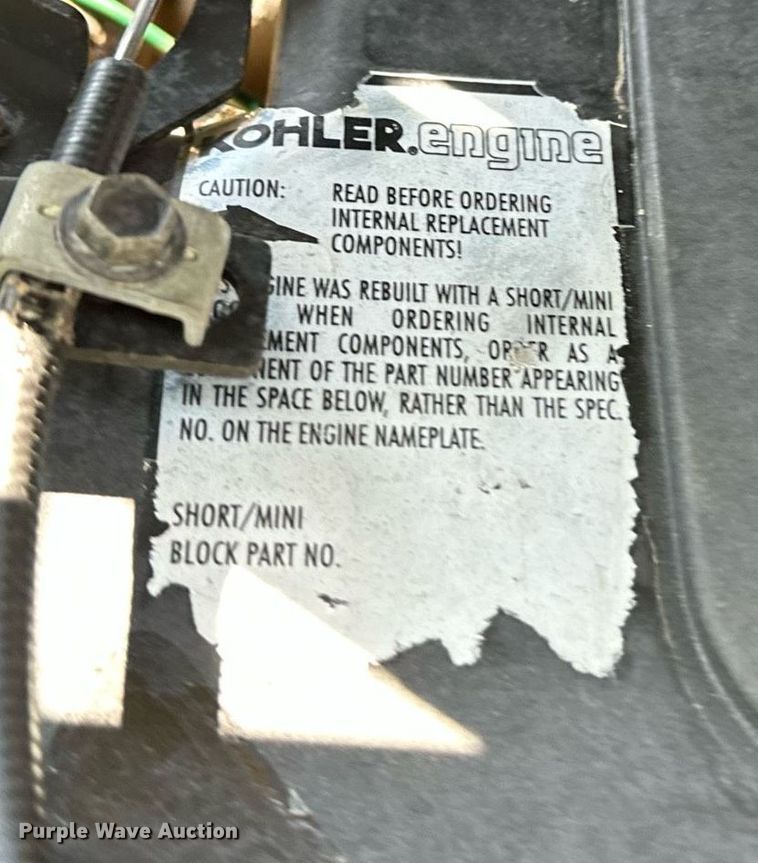 KOHLER.engine
CAUTION: READ BEFORE ORDERING
INTERNAL REPLACEMENT
COMPONENTS!
GINE WAS REBUILT WITH A SHORT/MINI
WHEN ORDERING INTERNAL
MENT COMPONENTS, ORDER AS A
NENT OF THE PART NUMBER APPEARING
IN THE SPACE BELOW, RATHER THAN THE SPEC.
NO. ON THE ENGINE NAMEPLATE.
SHORT/MINI
BLOCK PART NO.
Purple Wave Auction